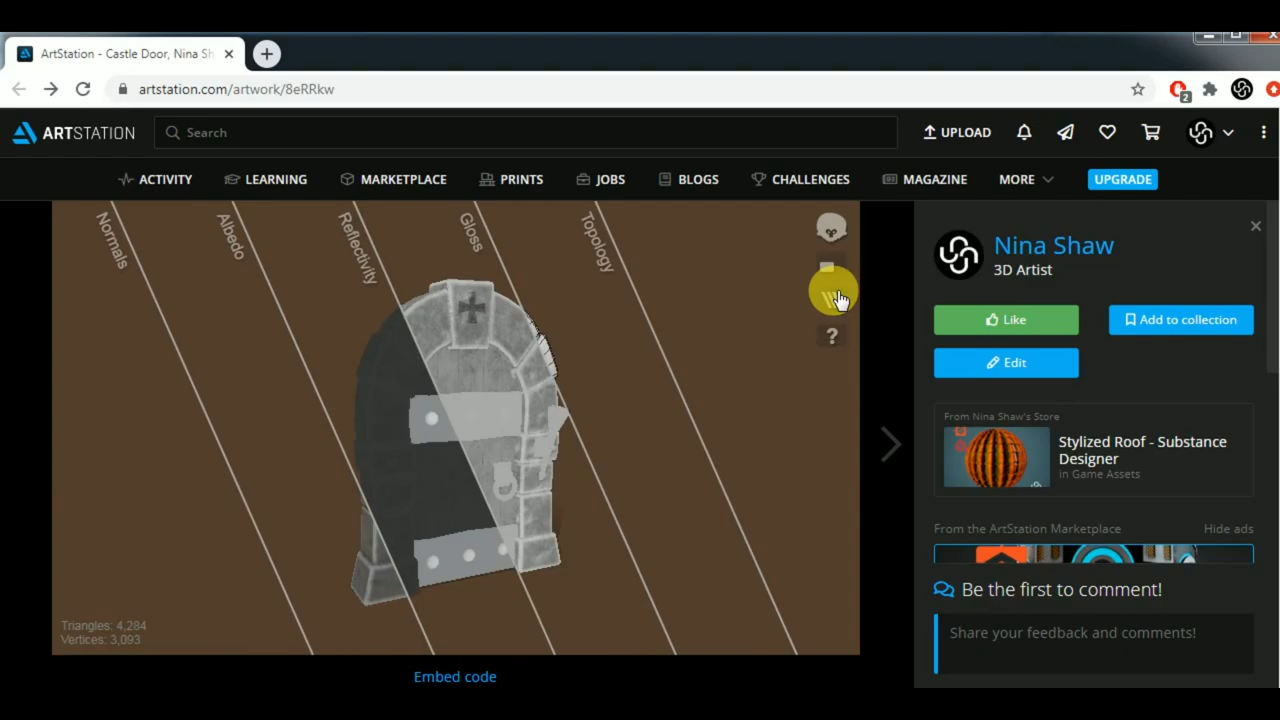 ArtStation - Castle Door, Nina Sh
artstation.com/artwork/8eRRkw
2
ARTSTATION
Search
UPLOAD
ACTIVITY
LEARNING
MARKETPLACE
PRINTS
JOBS
BLOGS
CHALLENGES
MAGAZINE
MORE
UPGRADE
Normals
Albedo
Reflectivity
Gloss
Topology
?
Triangles: 4,284
Vertices: 3,093
Embed code
Nina Shaw
3D Artist
Like
Add to collection
Edit
From Nina Shaw's Store
Stylized Roof - Substance
Designer
in Game Assets
From the ArtStation Marketplace
Hide ads
Be the first to comment!
Share your feedback and comments!